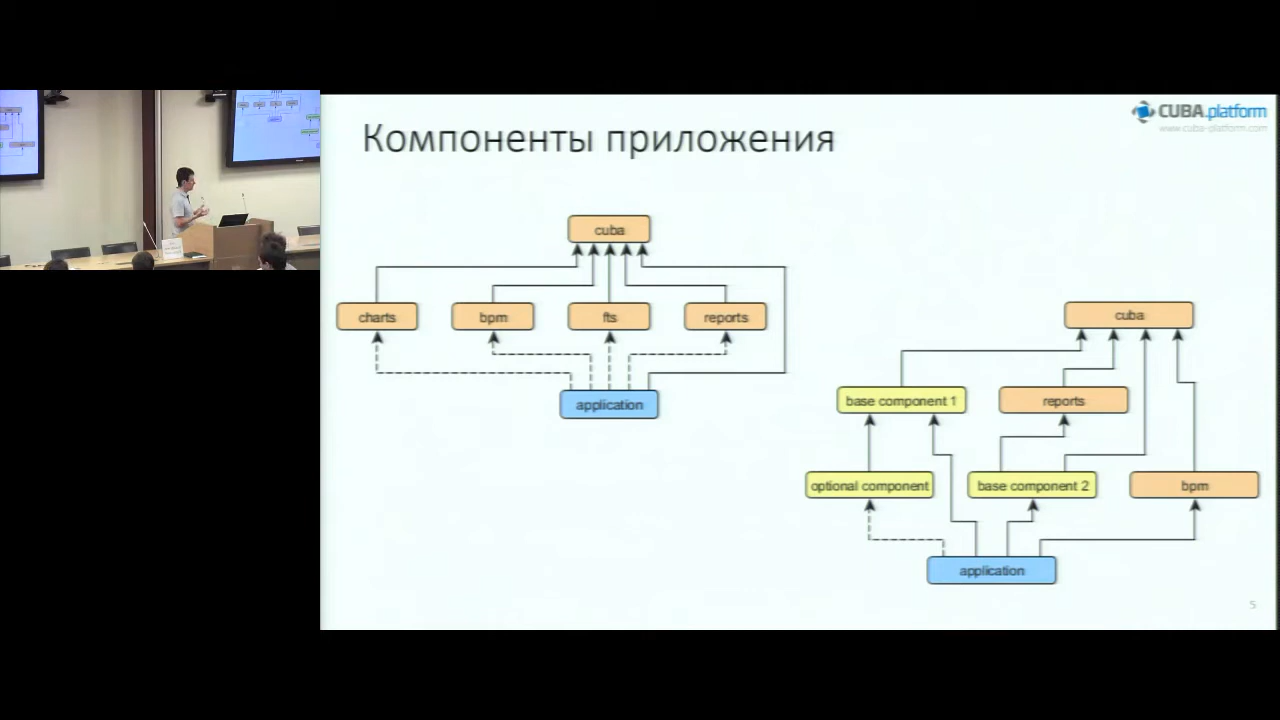 CUBA.platform
www.cuba-platform.com
Компоненты приложения
cuba
charts
bpm
fts
reports
application
cuba
base component 1
reports
optional component
base component 2
bpm
application
5